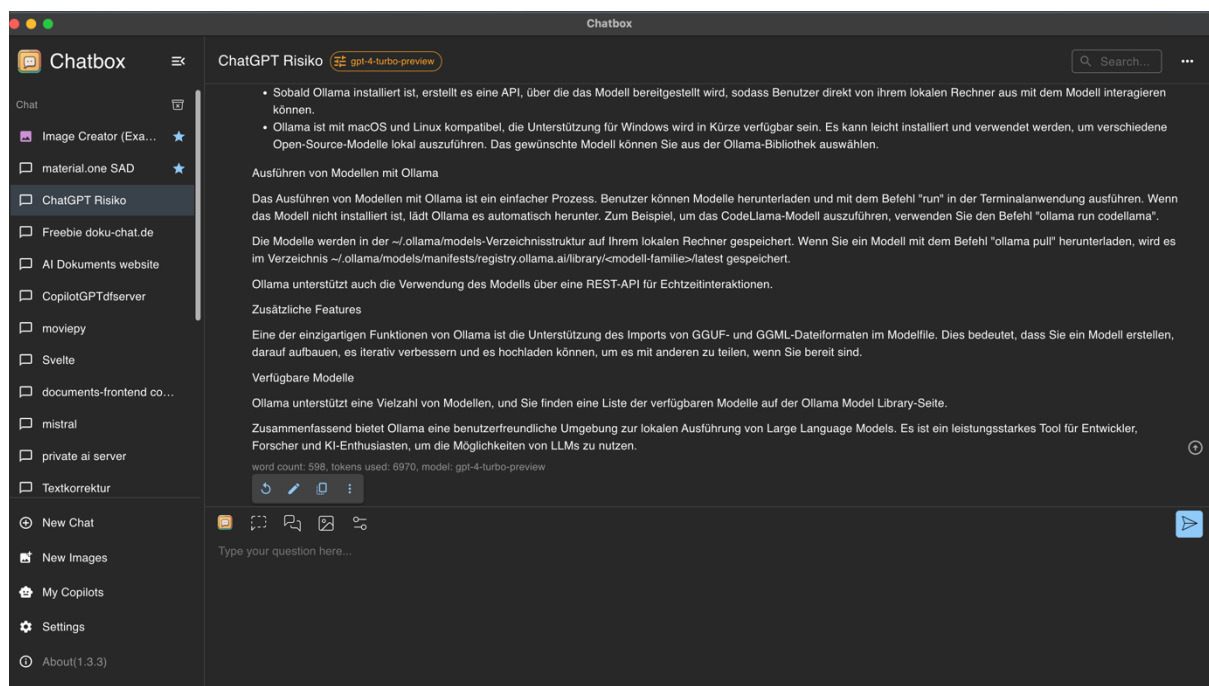 Chatbox
Chatbox
Chat
Image Creator (Exa...
material.one SAD
ChatGPT Risiko
Freebie doku-chat.de
AI Dokuments website
CopilotGPTdfserver
moviepy
Svelte
documents-frontend co...
mistral
private ai server
Textkorrektur
New Chat
New Images
My Copilots
Settings
About(1.3.3)
ChatGPT Risiko
gpt-4-turbo-preview
Search...
• Sobald Ollama installiert ist, erstellt es eine API, über die das Modell bereitgestellt wird, sodass Benutzer direkt von ihrem lokalen Rechner aus mit dem Modell interagieren
können.
• Ollama ist mit macOS und Linux kompatibel, die Unterstützung für Windows wird in Kürze verfügbar sein. Es kann leicht installiert und verwendet werden, um verschiedene
Open-Source-Modelle lokal auszuführen. Das gewünschte Modell können Sie aus der Ollama-Bibliothek auswählen.
Ausführen von Modellen mit Ollama
Das Ausführen von Modellen mit Ollama ist ein einfacher Prozess. Benutzer können Modelle herunterladen und mit dem Befehl "run" in der Terminalanwendung ausführen. Wenn
das Modell nicht installiert ist, lädt Ollama es automatisch herunter. Zum Beispiel, um das CodeLlama-Modell auszuführen, verwenden Sie den Befehl "ollama run codellama".
Die Modelle werden in der ~/.ollama/models-Verzeichnisstruktur auf Ihrem lokalen Rechner gespeichert. Wenn Sie ein Modell mit dem Befehl "ollama pull" herunterladen, wird es
im Verzeichnis ~/.ollama/models/manifests/registry.ollama.ai/library/<modell-familie>/latest gespeichert.
Ollama unterstützt auch die Verwendung des Modells über eine REST-API für Echtzeitinteraktionen.
Zusätzliche Features
Eine der einzigartigen Funktionen von Ollama ist die Unterstützung des Imports von GGUF- und GGML-Dateiformaten im Modelfile. Dies bedeutet, dass Sie ein Modell erstellen,
darauf aufbauen, es iterativ verbessern und es hochladen können, um es mit anderen zu teilen, wenn Sie bereit sind.
Verfügbare Modelle
Ollama unterstützt eine Vielzahl von Modellen, und Sie finden eine Liste der verfügbaren Modelle auf der Ollama Model Library-Seite.
Zusammenfassend bietet Ollama eine benutzerfreundliche Umgebung zur lokalen Ausführung von Large Language Models. Es ist ein leistungsstarkes Tool für Entwickler,
Forscher und KI-Enthusiasten, um die Möglichkeiten von LLMs zu nutzen.
word count: 598, tokens used: 6970, model: gpt-4-turbo-preview
Type your question here...